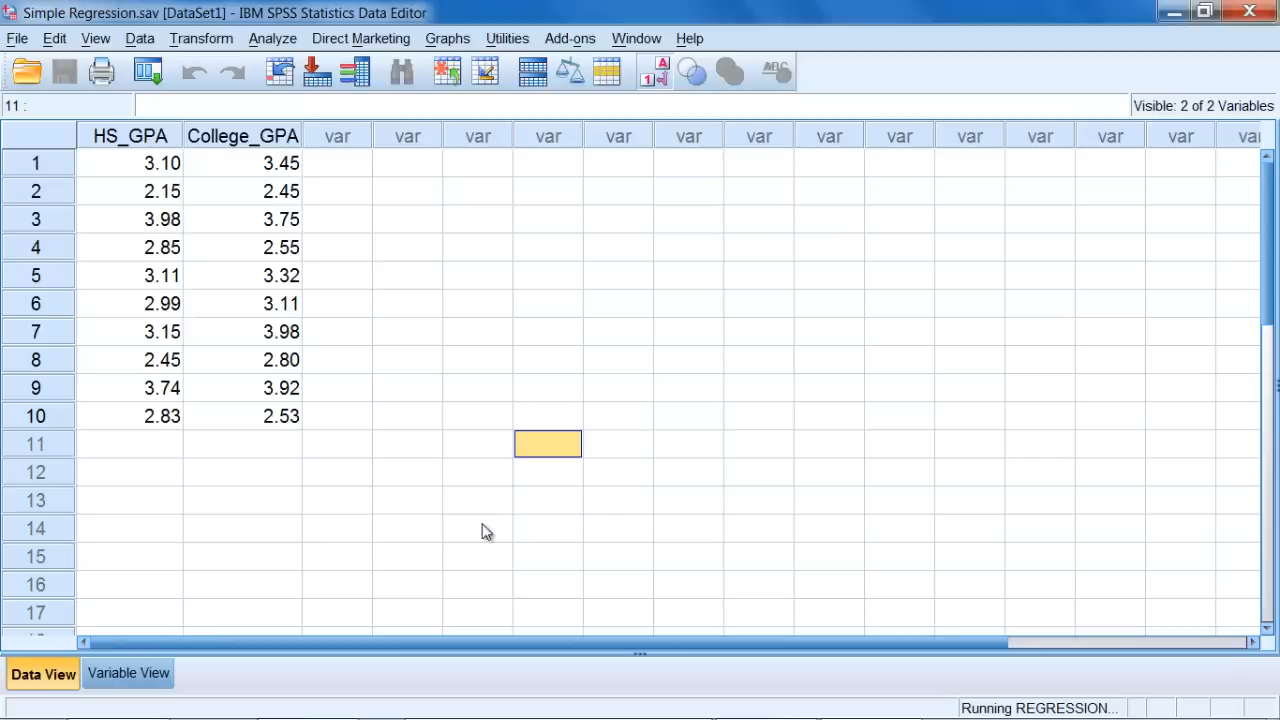 Simple Regression.sav [DataSet1] - IBM SPSS Statistics Data Editor
File Edit View Data Transform Analyze Direct Marketing Graphs Utilities Add-ons Window Help
11 : Visible: 2 of 2 Variables
HS_GPA College_GPA var var var var var var var var var var var var var var
1 3.10 3.45
2 2.15 2.45
3 3.98 3.75
4 2.85 2.55
5 3.11 3.32
6 2.99 3.11
7 3.15 3.98
8 2.45 2.80
9 3.74 3.92
10 2.83 2.53
11
12
13
14
15
16
17
Data View Variable View
Running REGRESSION...